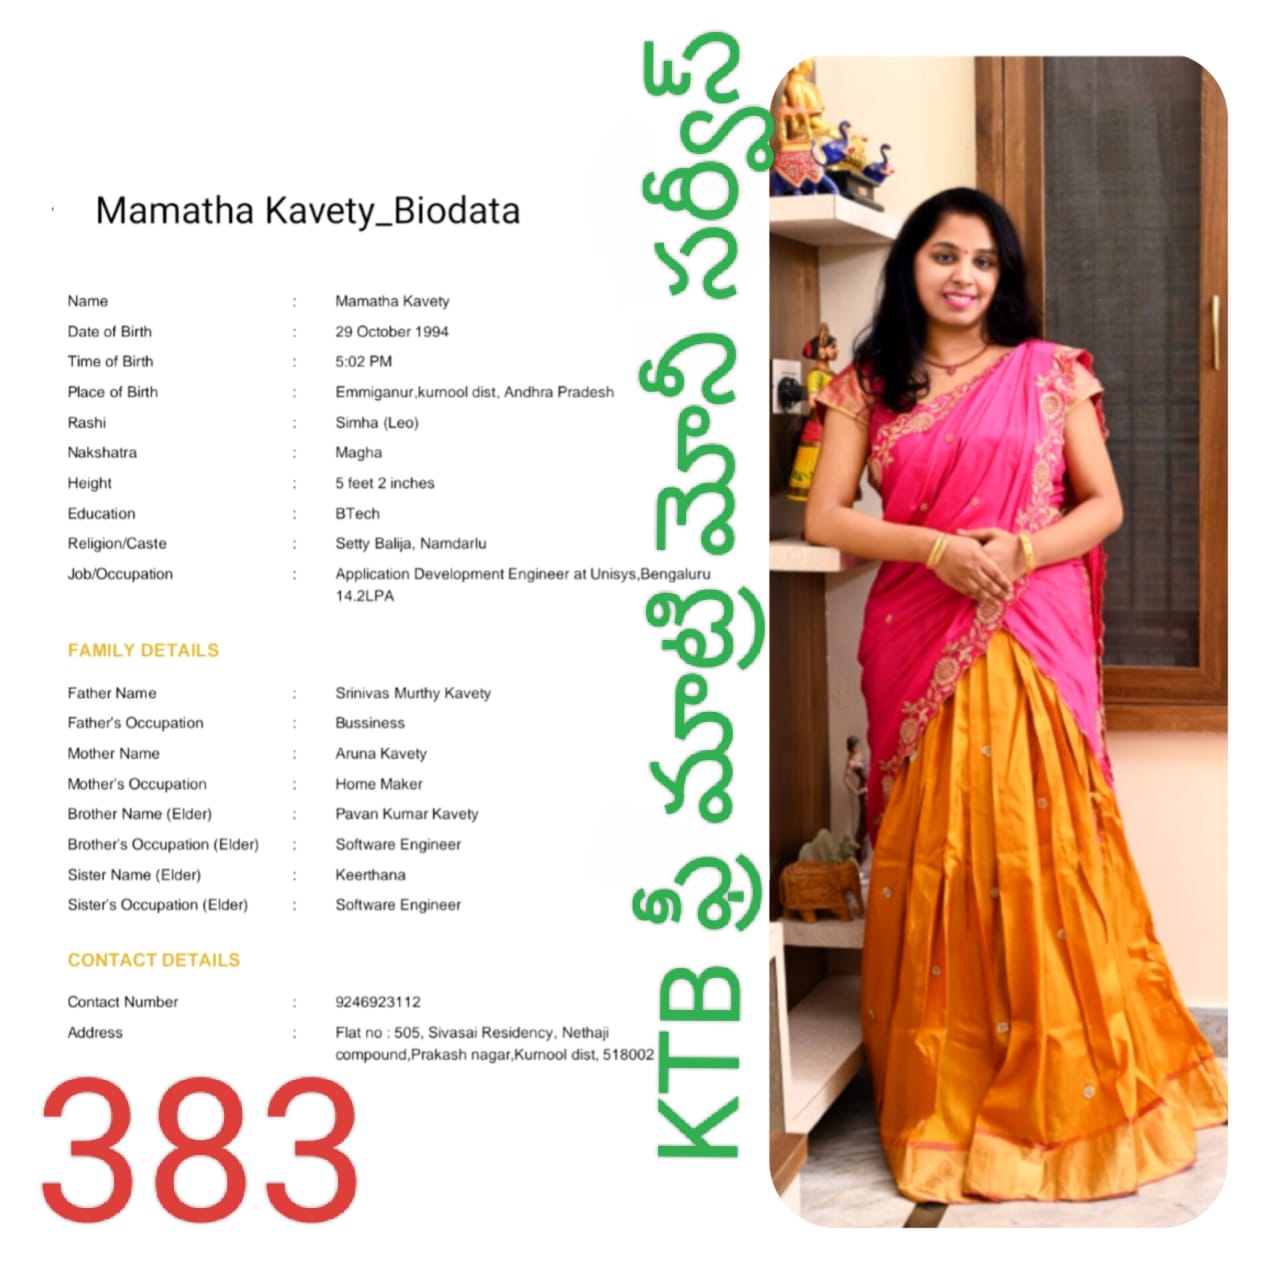 Mamatha Kavety_Biodata
Name : Mamatha Kavety
Date of Birth : 29 October 1994
Time of Birth : 5:02 PM
Place of Birth : Emmiganur,kurnool dist, Andhra Pradesh
Rashi : Simha (Leo)
Nakshatra : Magha
Height : 5 feet 2 inches
Education : BTech
Religion/Caste : Setty Balija, Namdarlu
Job/Occupation : Application Development Engineer at Unisys,Bengaluru
14.2LPA
FAMILY DETAILS
Father Name : Srinivas Murthy Kavety
Father's Occupation : Bussiness
Mother Name : Aruna Kavety
Mother's Occupation : Home Maker
Brother Name (Elder) : Pavan Kumar Kavety
Brother's Occupation (Elder) : Software Engineer
Sister Name (Elder) : Keerthana
Sister's Occupation (Elder) : Software Engineer
CONTACT DETAILS
Contact Number : 9246923112
Address : Flat no : 505, Sivasai Residency, Nethaji
compound,Prakash nagar,Kurnool dist, 518002
383
KTB ప్రీ మాట్రి మోనీ సర్వీస్